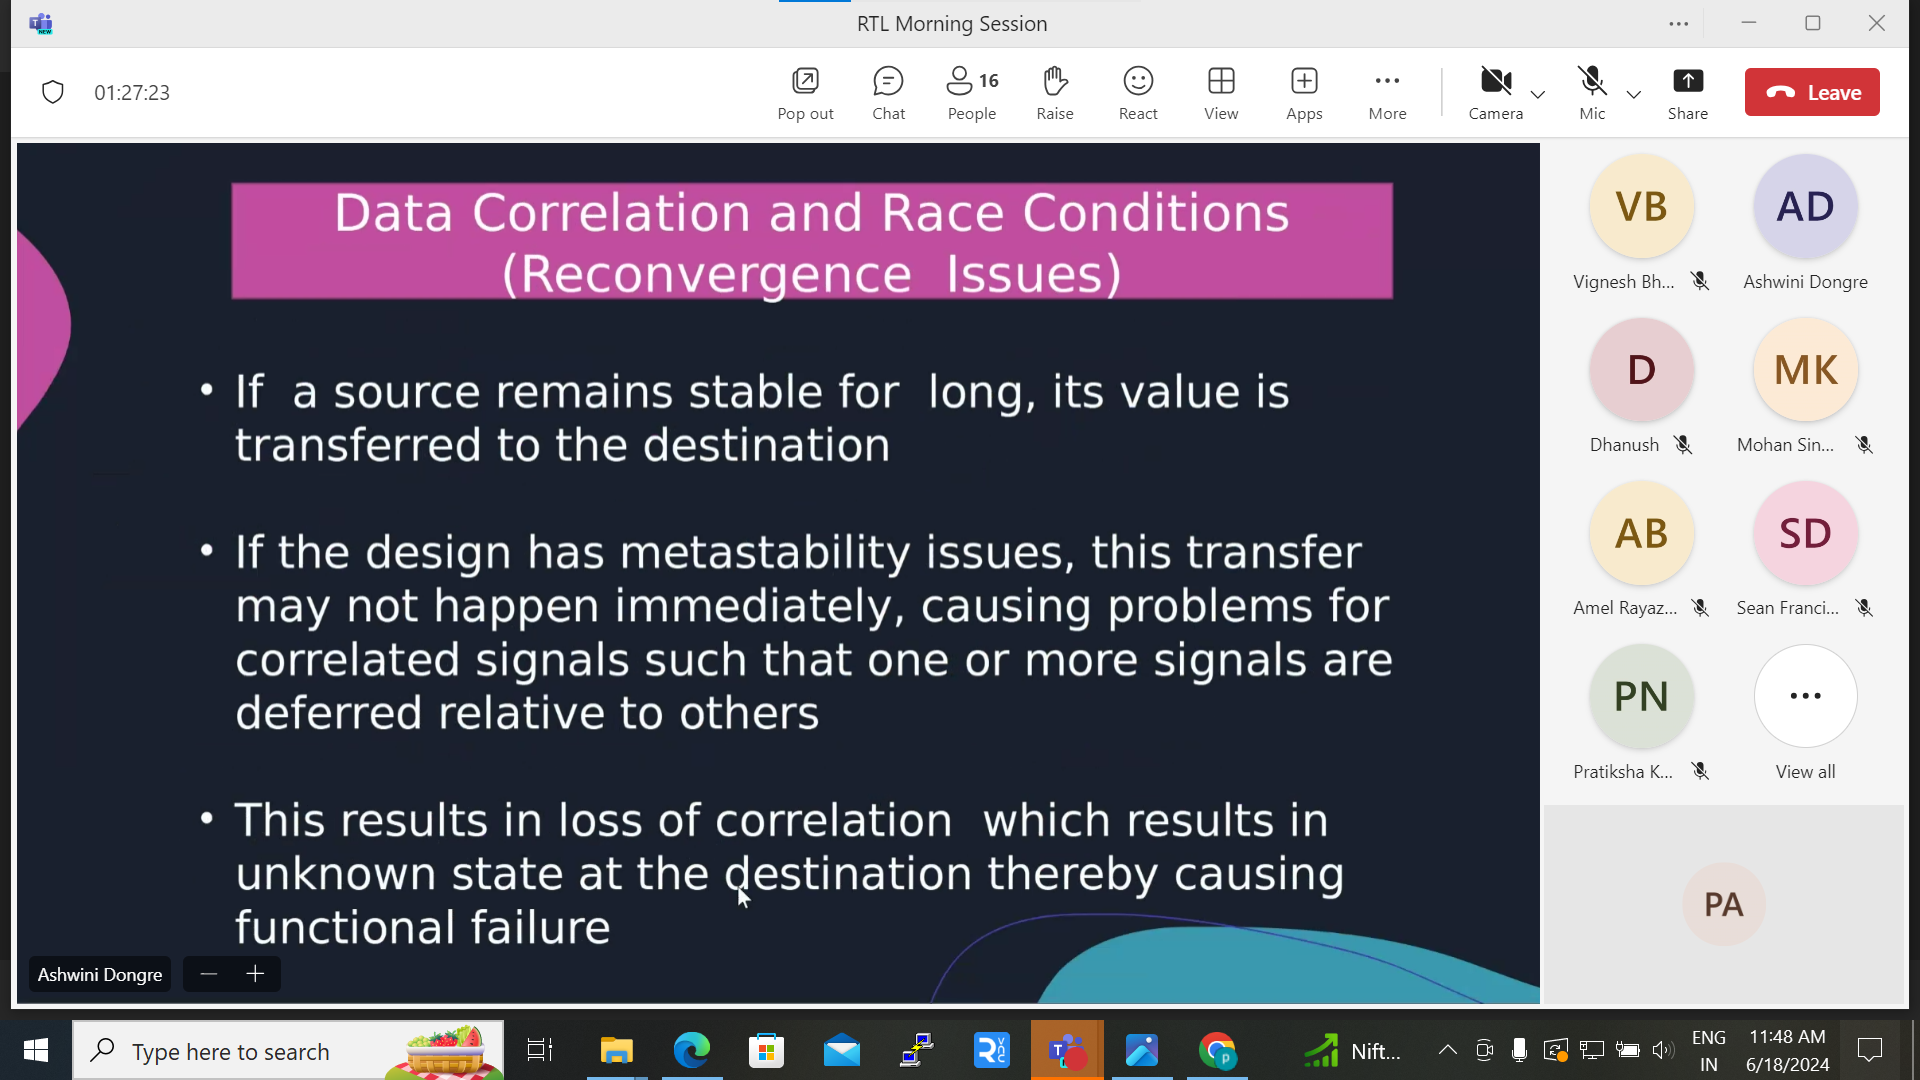 RTL Morning Session
NEW
01:27:23
Pop out
Chat
16
People
Raise
React
View
Apps
More
Camera
Mic
Share
Leave
Data Correlation and Race Conditions
(Reconvergence Issues)
• If a source remains stable for long, its value is
transferred to the destination
• If the design has metastability issues, this transfer
may not happen immediately, causing problems for
correlated signals such that one or more signals are
deferred relative to others
• This results in loss of correlation which results in
unknown state at the destination thereby causing
functional failure
Ashwini Dongre
VB
Vignesh Bh...
AD
Ashwini Dongre
D
Dhanush
MK
Mohan Sin...
AB
Amel Rayaz...
SD
Sean Franci...
PN
Pratiksha K...
View all
PA
Type here to search
Nift...
ENG
IN
11:48 AM
6/18/2024